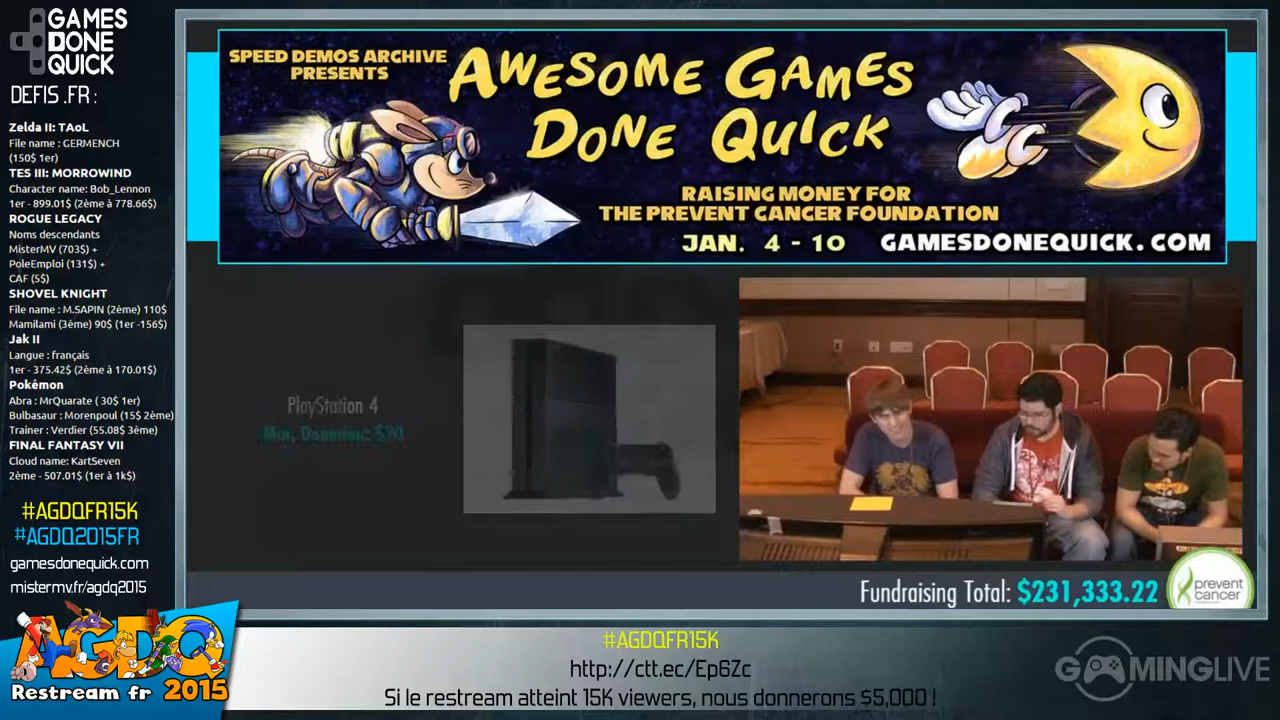 GAMES
DONE
QUICK
DEFIS .FR :
Zelda II: TAoL
File name : GERMENCH
(150$ 1er)
TES III: MORROWIND
Character name: Bob_Lennon
1er - 899.01$ (2ème à 778.66$)
ROGUE LEGACY
Noms descendants
MisterMV (703$) +
PoleEmploi (131$) +
CAF (5$)
SHOVEL KNIGHT
File name : M.SAPIN (2ème) 110$
Mamilami (3ème) 90$ (1er -156$)
Jak II
Langue : français
1er - 375.42$ (2ème à 170.01$)
Pokémon
Abra : MrQuarate ( 30$ 1er)
Bulbasaur : Morenpoul (15$ 2ème)
Trainer : Verdier (55.08$ 3ème)
FINAL FANTASY VII
Cloud name: KartSeven
2ème - 507.01$ (1er à 1k$)
#AGDQFR15K
#AGDQ2015FR
gamesdonequick.com
mistermv.fr/agdq2015
AGDQ
Restream fr 2015
SPEED DEMOS ARCHIVE
PRESENTS
AWESOME GAMES
DONE QUICK
RAISING MONEY FOR
THE PREVENT CANCER FOUNDATION
JAN. 4 - 10 GAMESDONEQUICK.COM
PlayStation 4
Min. Donation: $20
Fundraising Total: $231,333.22
prevent
cancer
#AGDQFR15K
http://ctt.ec/Ep6Zc
Si le restream atteint 15K viewers, nous donnerons $5,000 !
GAMINGLIVE